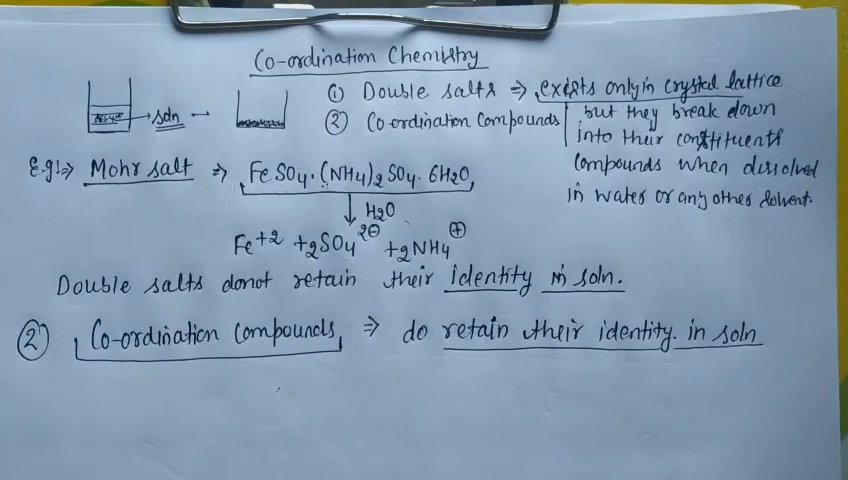 Co-ordination Chemistry
→ soln –
① Double salts ⇒ exists only in crystal lattice
but they break down
② Co ordination compounds
into their constituents
E.g:⇒ Mohr salt ⇒ FeSO4.(NH4)2SO4.6H2O
compounds when dissolved
in water or any other solvent.
↓ H2O
Fe+2 +2SO4 2⊖ +2NH4 ⊕
Double salts donot retain their identity in soln.
② Co-ordination compounds ⇒ do retain their identity in soln